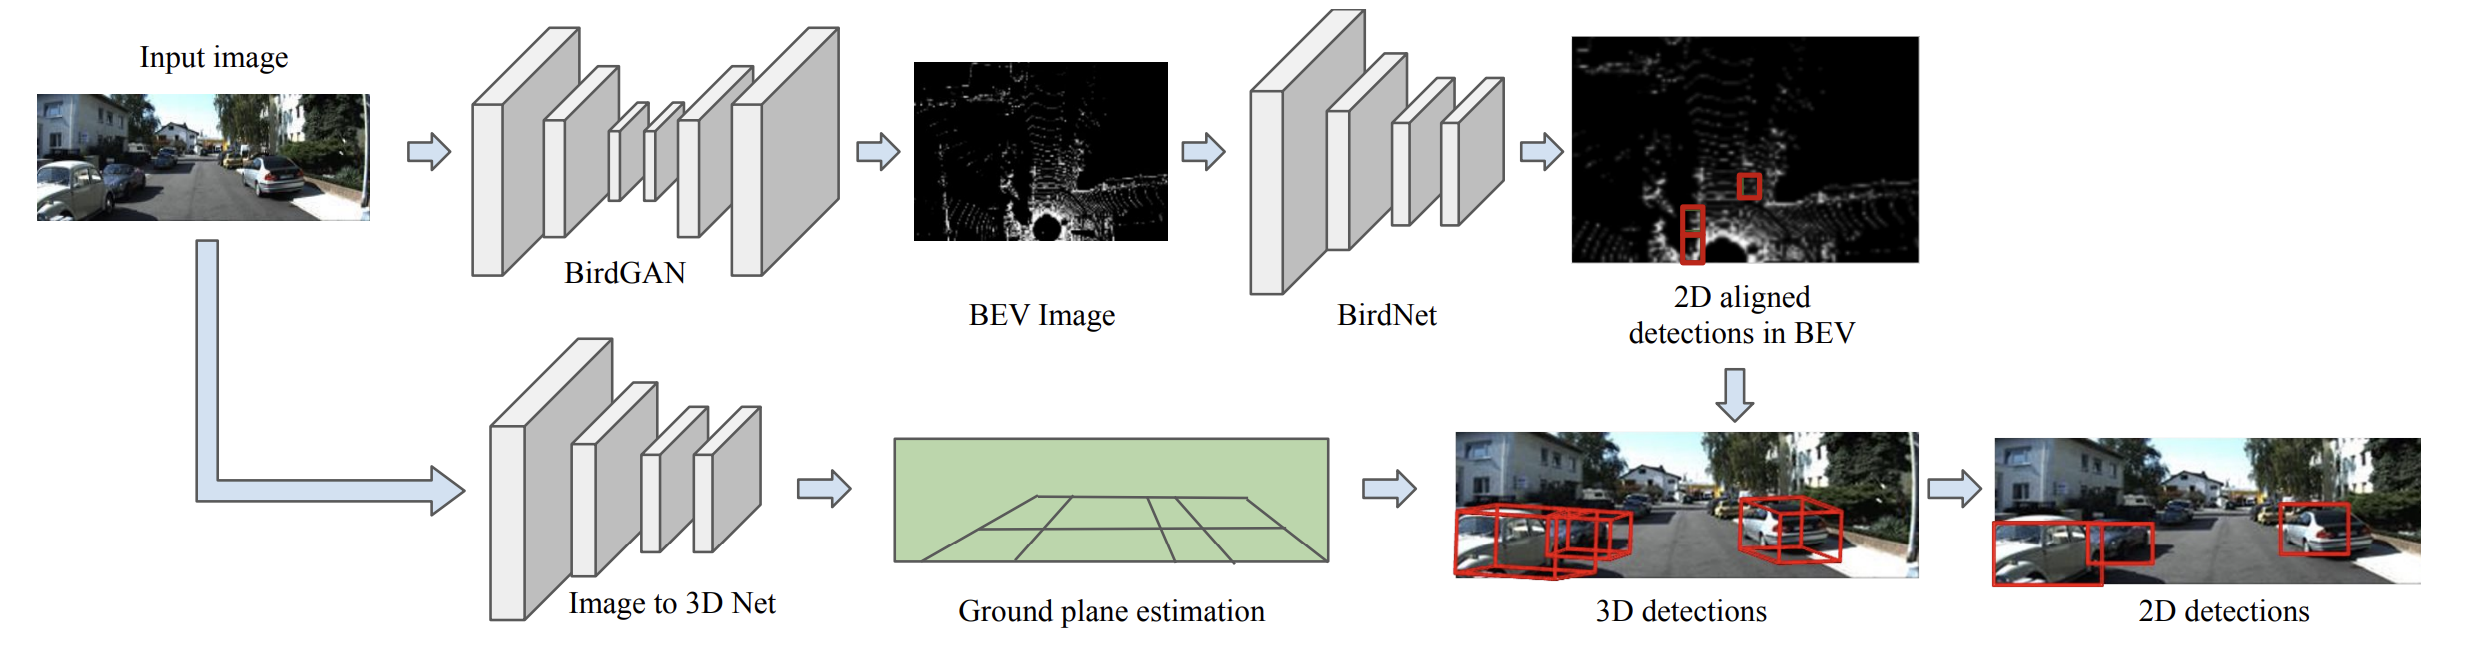 Input image
BirdGAN
BEV Image
BirdNet
2D aligned
detections in BEV
Image to 3D Net
Ground plane estimation
3D detections
2D detections